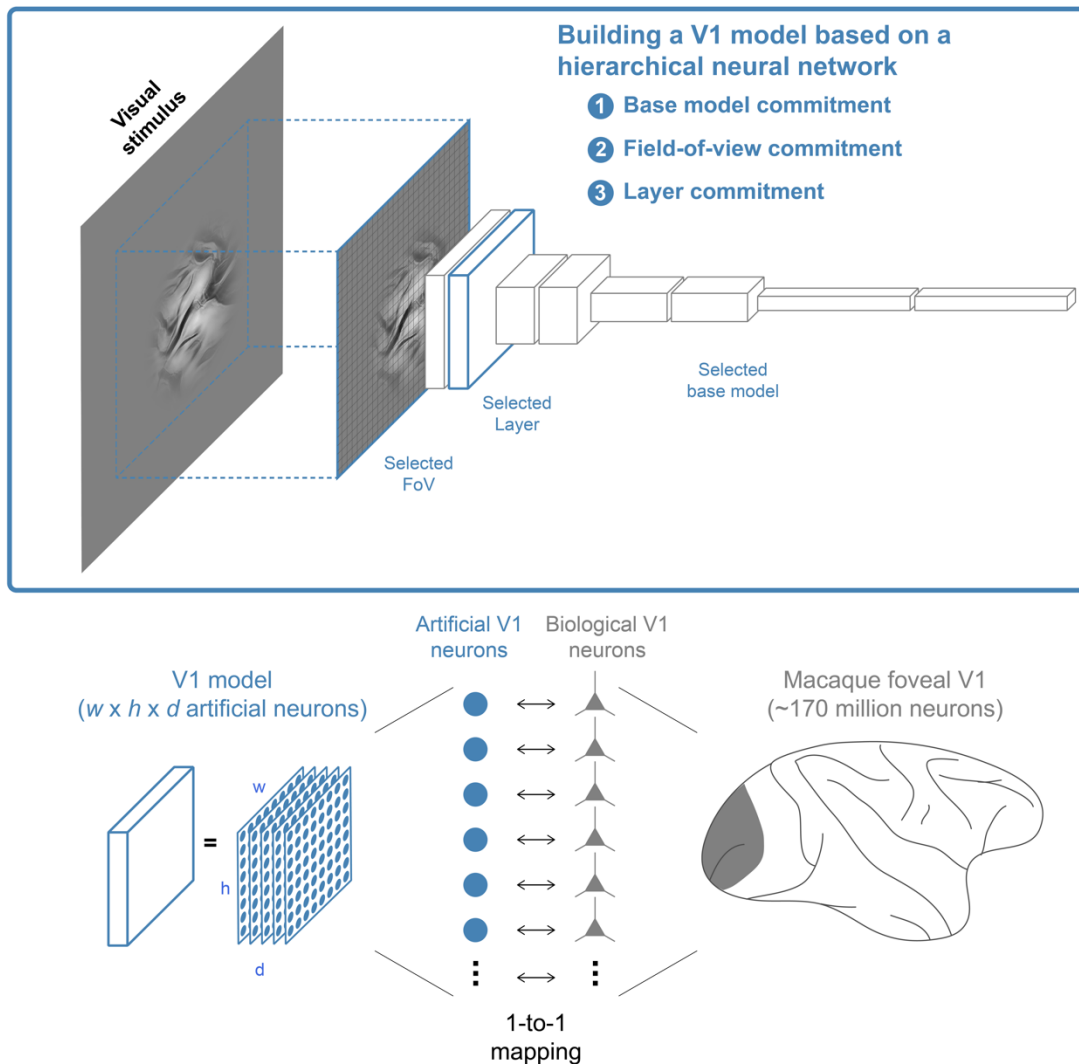 Visual
stimulus
Building a V1 model based on a
hierarchical neural network
1 Base model commitment
2 Field-of-view commitment
3 Layer commitment
Selected
FoV
Selected
Layer
Selected
base model
Artificial V1
neurons
Biological V1
neurons
V1 model
(w x h x d artificial neurons)
Macaque foveal V1
(~170 million neurons)
w
=
h
d
1-to-1
mapping